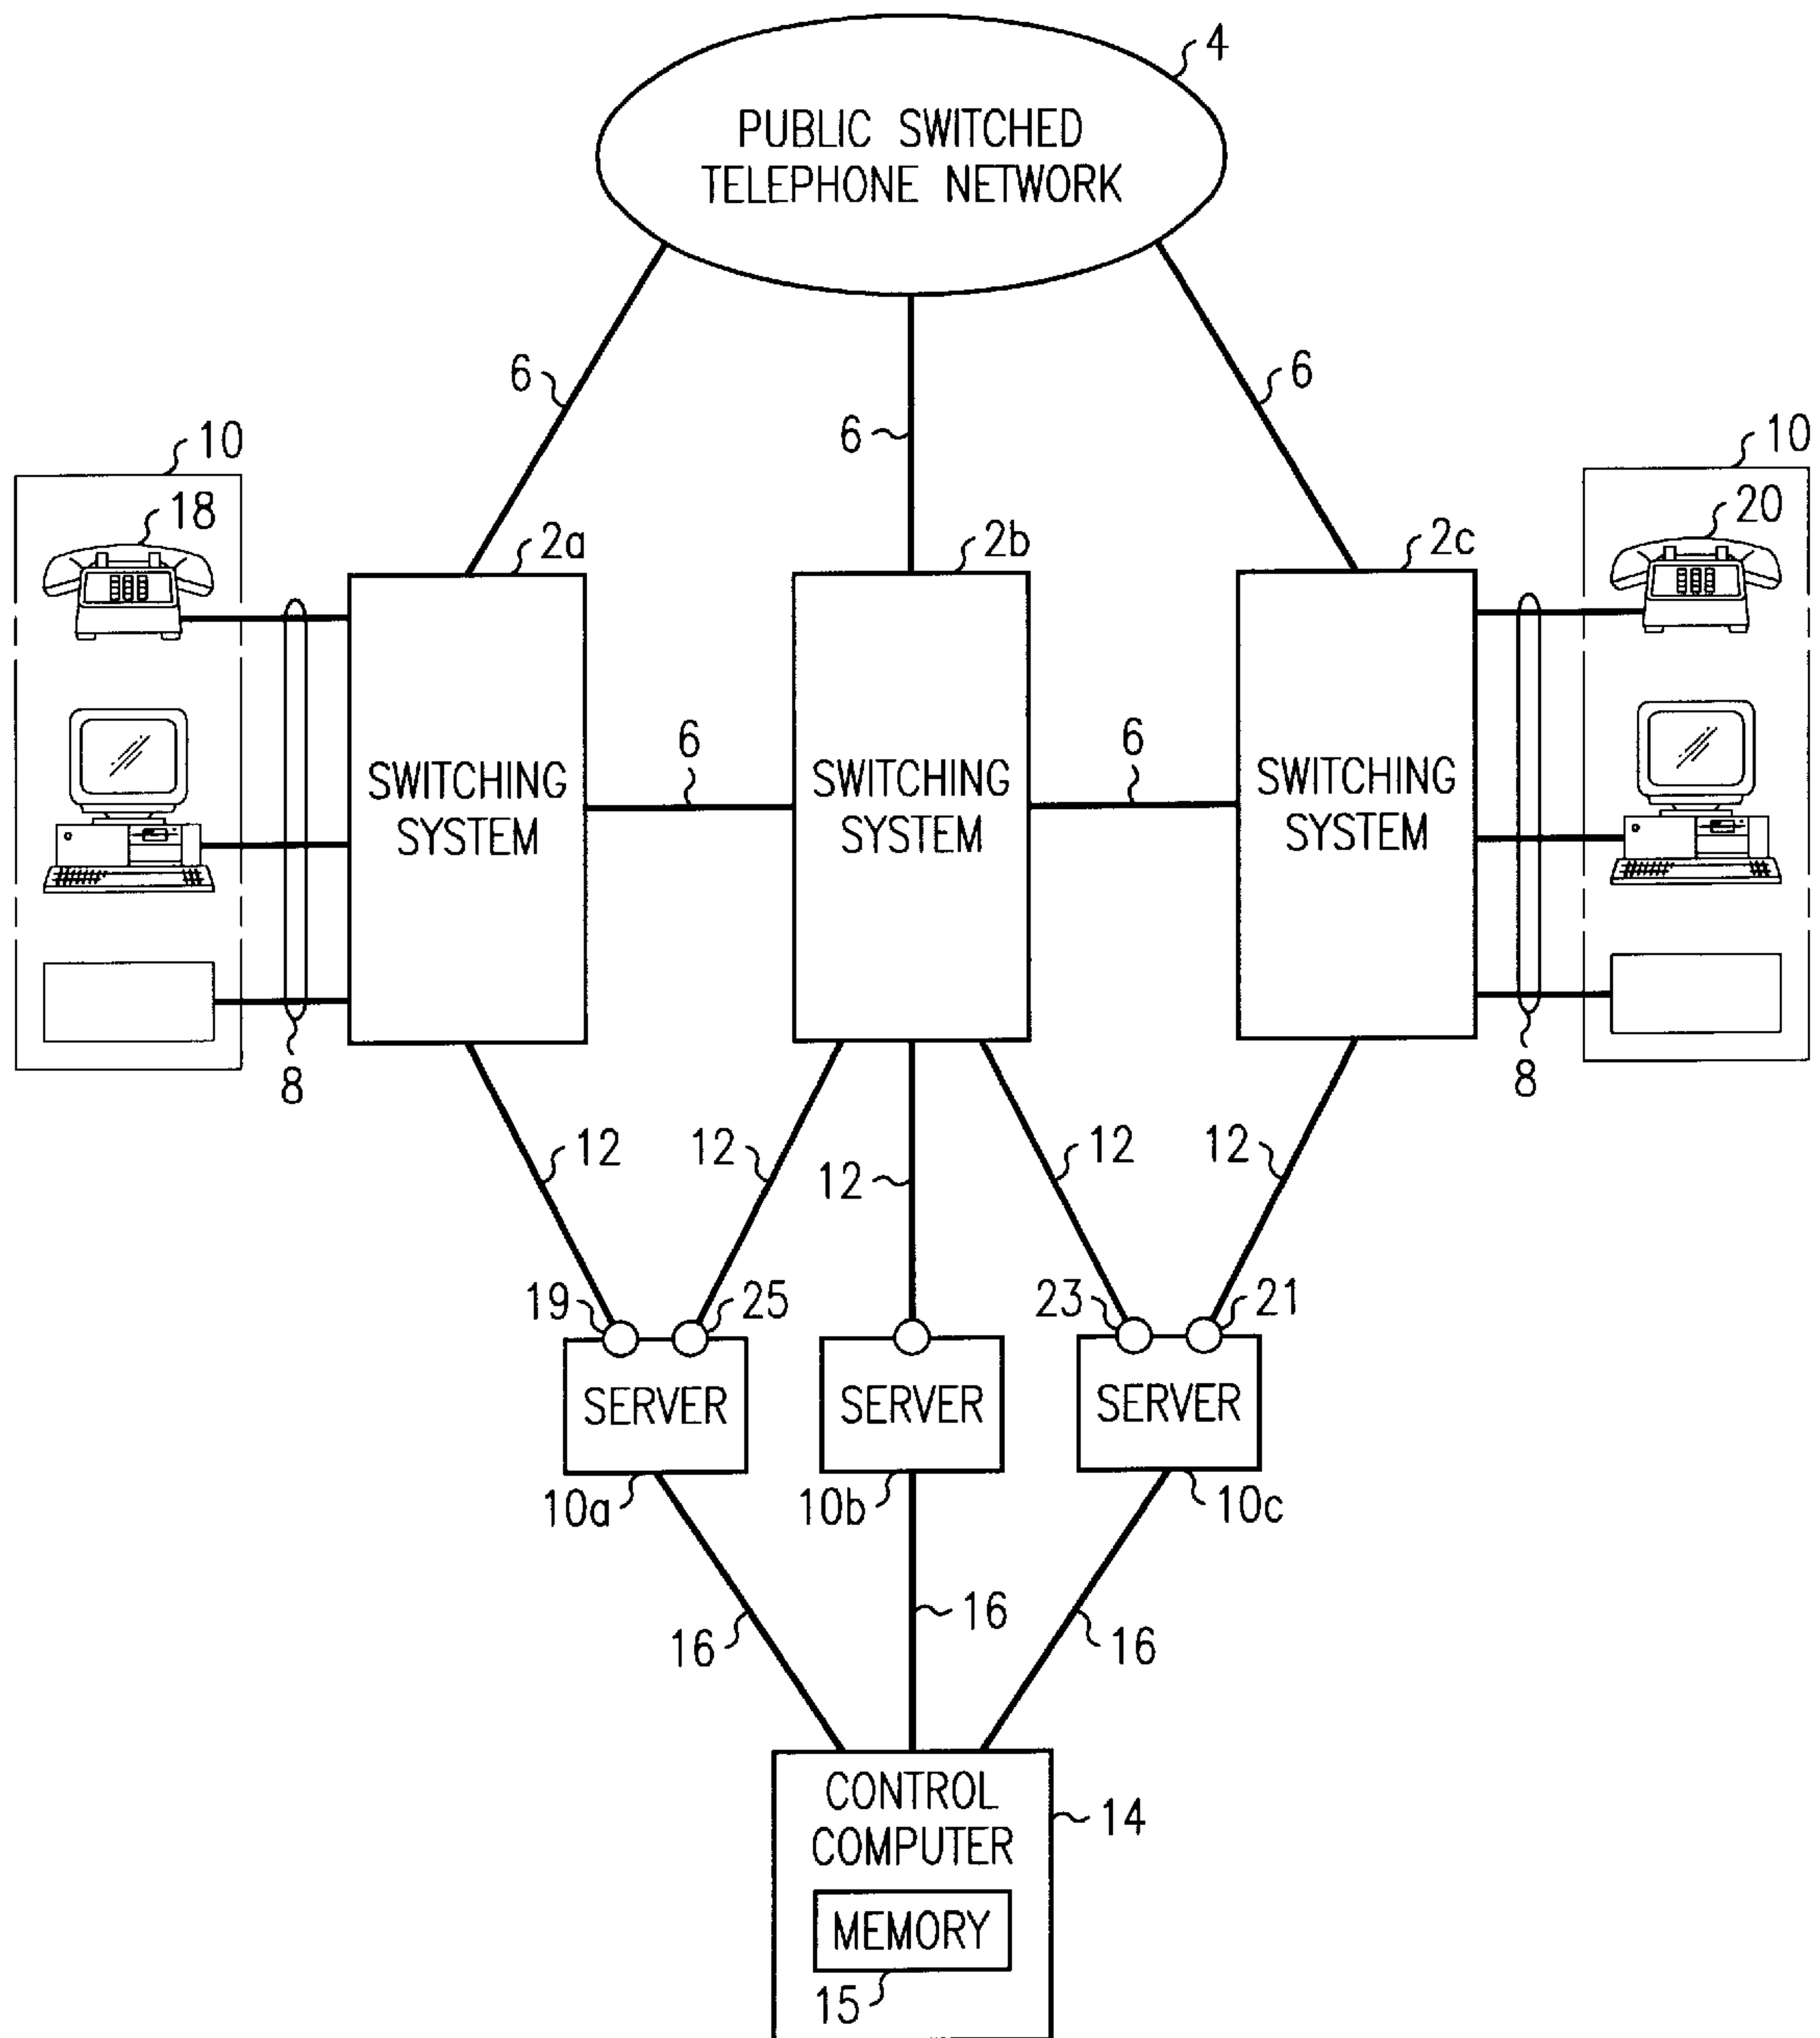 4
PUBLIC SWITCHED
TELEPHONE NETWORK
6
6
6
10
10
18
20
2a
2b
2c
6
6
SWITCHING
SYSTEM
SWITCHING
SYSTEM
SWITCHING
SYSTEM
8
8
12
12
12
12
12
19
25
23
21
SERVER
SERVER
SERVER
10a
10b
10c
16
16
16
CONTROL
COMPUTER
14
MEMORY
15